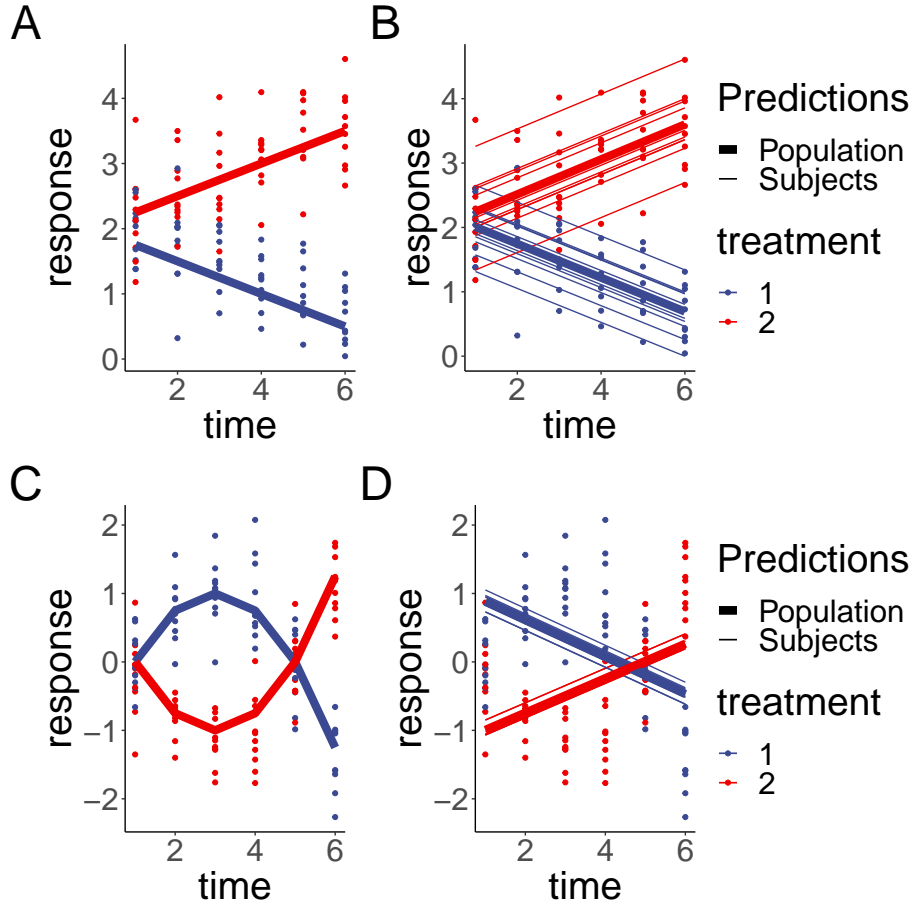 A
response
4
3
2
1
0
2
4
6
time
B
response
4
3
2
1
0
2
4
6
time
Predictions
Population
Subjects
treatment
1
2
C
response
2
1
0
−1
−2
2
4
6
time
D
response
2
1
0
−1
−2
2
4
6
time
Predictions
Population
Subjects
treatment
1
2